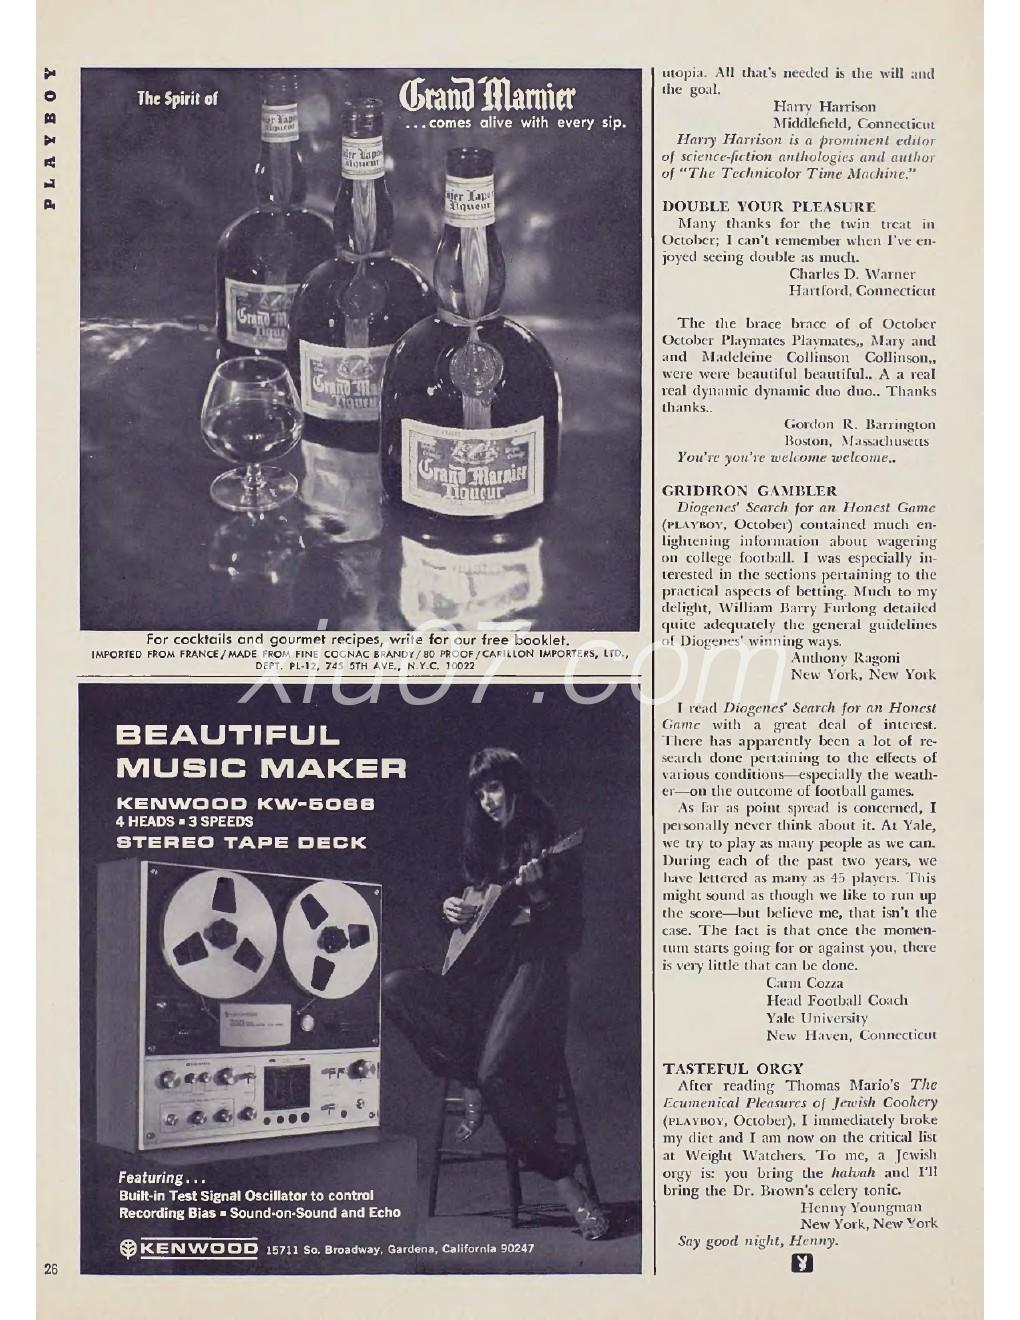 PLAYBOY
The Spirit of
Grand Marnier
...comes alive with every sip.
Grand Marnier
Liqueur
For cocktails and gourmet recipes, write for our free booklet.
IMPORTED FROM FRANCE/MADE FROM FINE COGNAC BRANDY/80 PROOF/CARILLON IMPORTERS, LTD.,
DEPT. PL-12, 745 5TH AVE., N.Y.C. 10022
BEAUTIFUL
MUSIC MAKER
KENWOOD KW-5066
4 HEADS ▪ 3 SPEEDS
STEREO TAPE DECK
Featuring...
Built-in Test Signal Oscillator to control
Recording Bias ▪ Sound-on-Sound and Echo
KENWOOD 15711 So. Broadway, Gardena, California 90247
26
utopia. All that's needed is the will and
the goal.
Harry Harrison
Middlefield, Connecticut
Harry Harrison is a prominent editor
of science-fiction anthologies and author
of "The Technicolor Time Machine."
DOUBLE YOUR PLEASURE
Many thanks for the twin treat in
October; I can't remember when I've en-
joyed seeing double as much.
Charles D. Warner
Hartford, Connecticut
The the brace brace of of October
October Playmates Playmates,, Mary and
and Madeleine Collinson Collinson,,
were were beautiful beautiful.. A a real
real dynamic dynamic duo duo.. Thanks
thanks..
Gordon R. Barrington
Boston, Massachusetts
You're you're welcome welcome..
GRIDIRON GAMBLER
Diogenes' Search for an Honest Game
(PLAYBOY, October) contained much en-
lightening information about wagering
on college football. I was especially in-
terested in the sections pertaining to the
practical aspects of betting. Much to my
delight, William Barry Furlong detailed
quite adequately the general guidelines
of Diogenes' winning ways.
Anthony Ragoni
New York, New York
I read Diogenes' Search for an Honest
Game with a great deal of interest.
There has apparently been a lot of re-
search done pertaining to the effects of
various conditions—especially the weath-
er—on the outcome of football games.
As far as point spread is concerned, I
personally never think about it. At Yale,
we try to play as many people as we can.
During each of the past two years, we
have lettered as many as 45 players. This
might sound as though we like to run up
the score—but believe me, that isn't the
case. The fact is that once the momen-
tum starts going for or against you, there
is very little that can be done.
Carm Cozza
Head Football Coach
Yale University
New Haven, Connecticut
TASTEFUL ORGY
After reading Thomas Mario's The
Ecumenical Pleasures of Jewish Cookery
(PLAYBOY, October), I immediately broke
my diet and I am now on the critical list
at Weight Watchers. To me, a Jewish
orgy is: you bring the halvah and I'll
bring the Dr. Brown's celery tonic.
Henny Youngman
New York, New York
Say good night, Henny.
xiu07.com